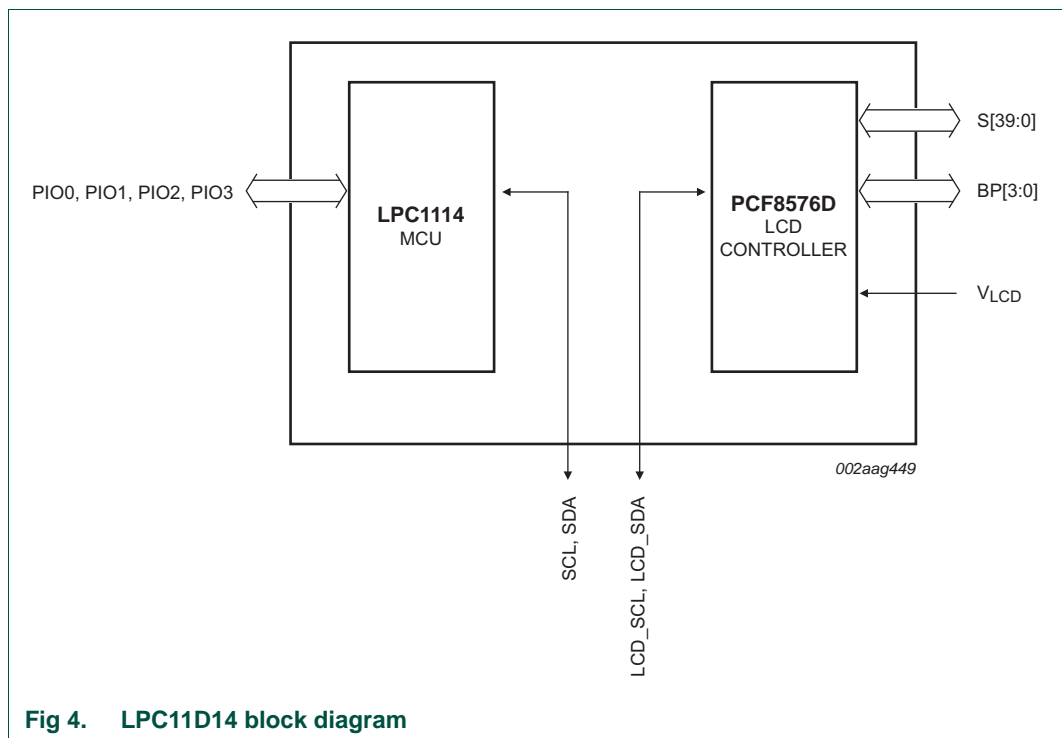 PIO0, PIO1, PIO2, PIO3
LPC1114
MCU
PCF8576D
LCD
CONTROLLER
S[39:0]
BP[3:0]
VLCD
SCL, SDA
LCD_SCL, LCD_SDA
002aag449
Fig 4. LPC11D14 block diagram